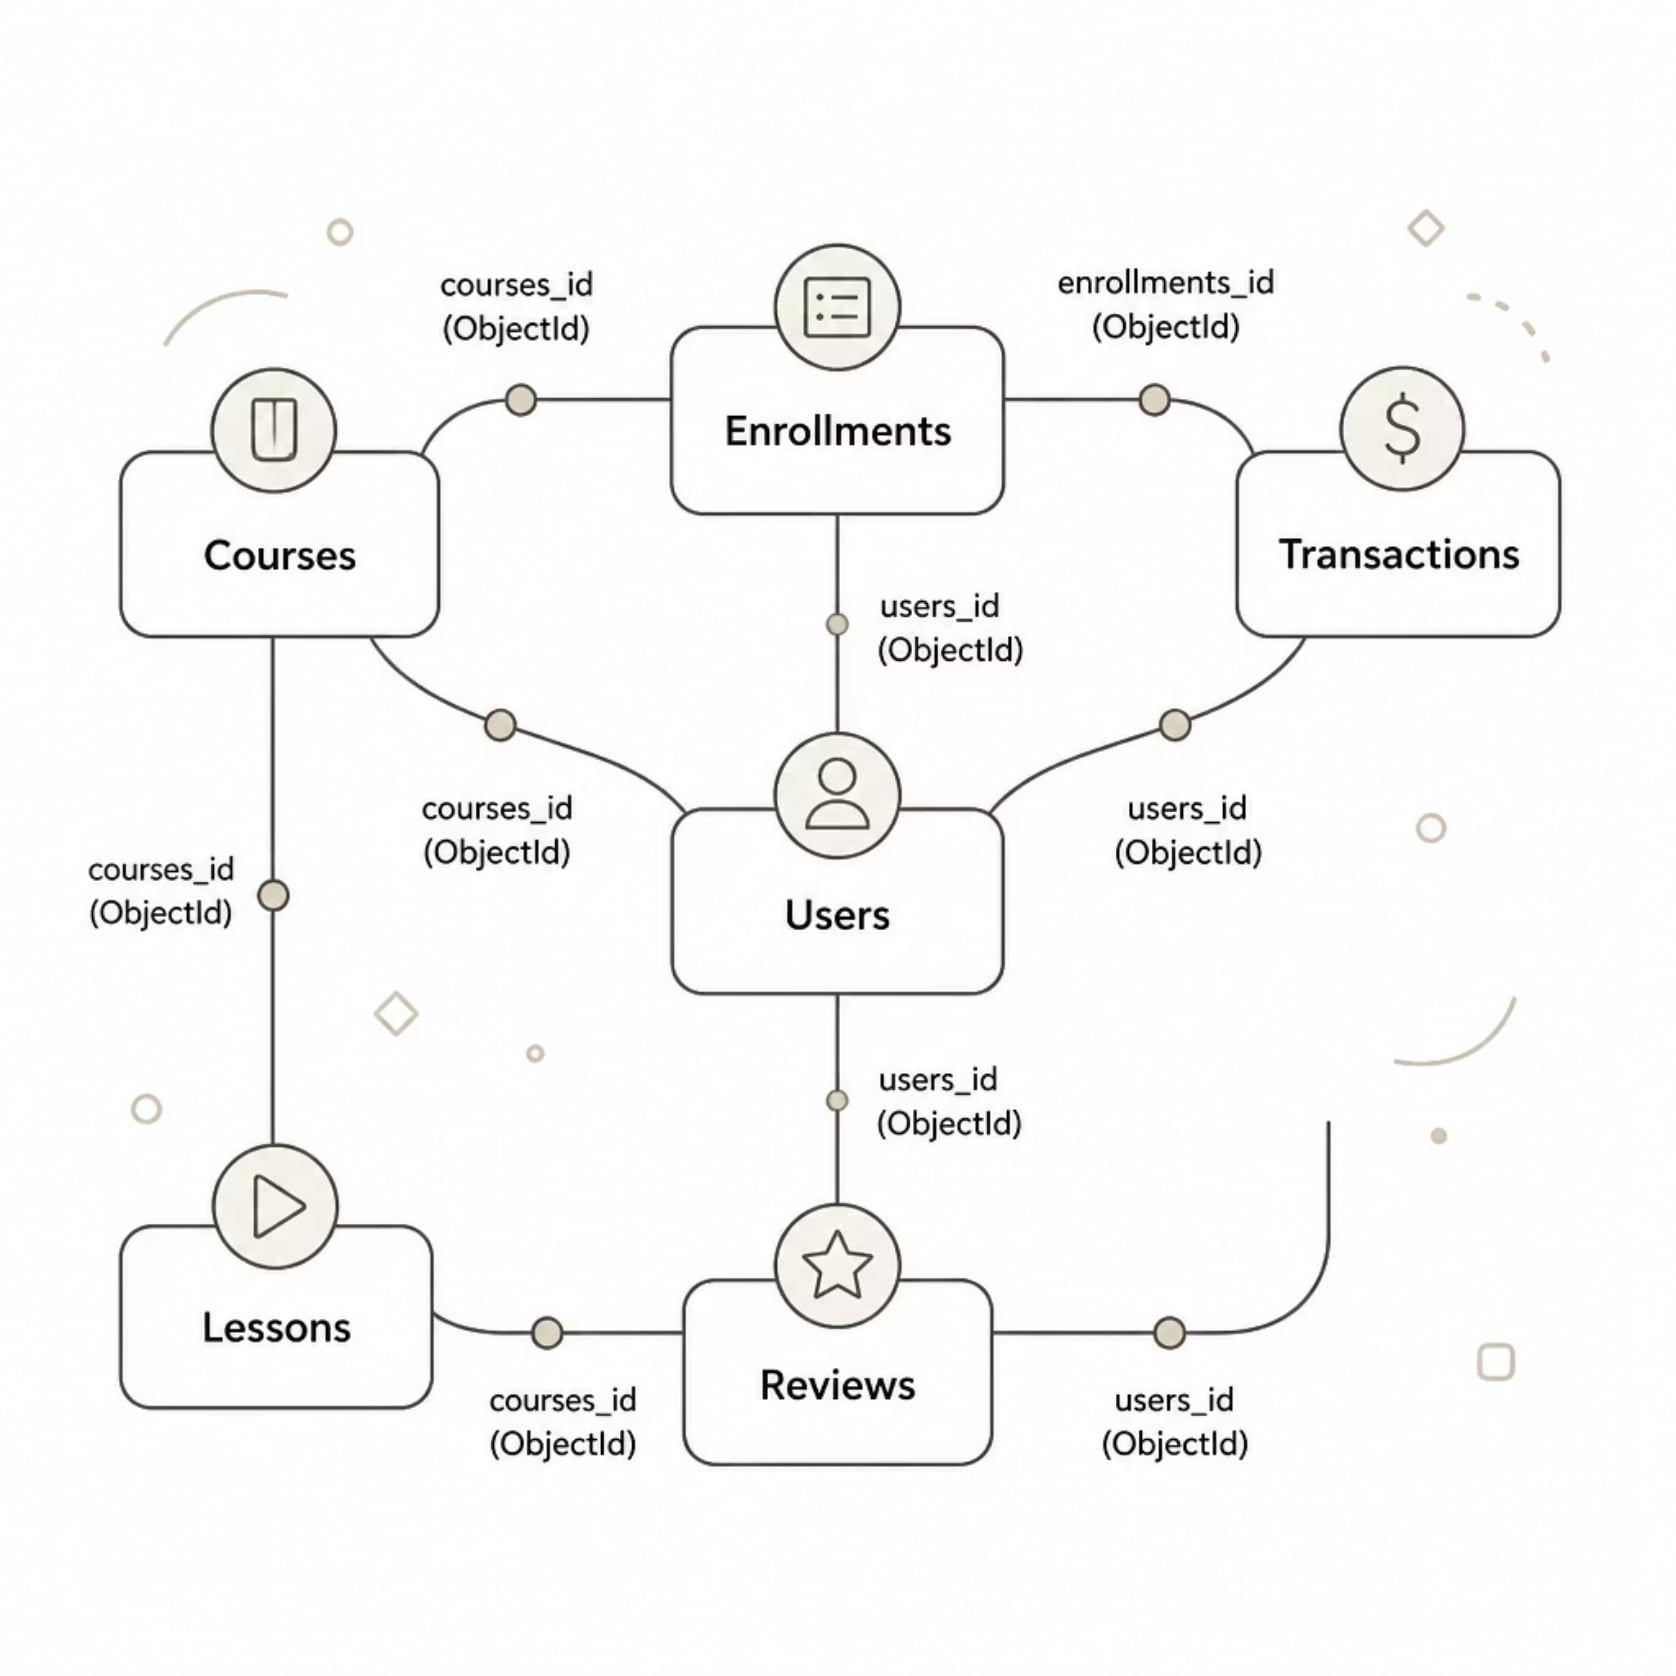 courses_id
(ObjectId)
enrollments_id
(ObjectId)
Enrollments
Courses
Transactions
users_id
(ObjectId)
courses_id
(ObjectId)
users_id
(ObjectId)
courses_id
(ObjectId)
Users
users_id
(ObjectId)
Lessons
Reviews
courses_id
(ObjectId)
users_id
(ObjectId)